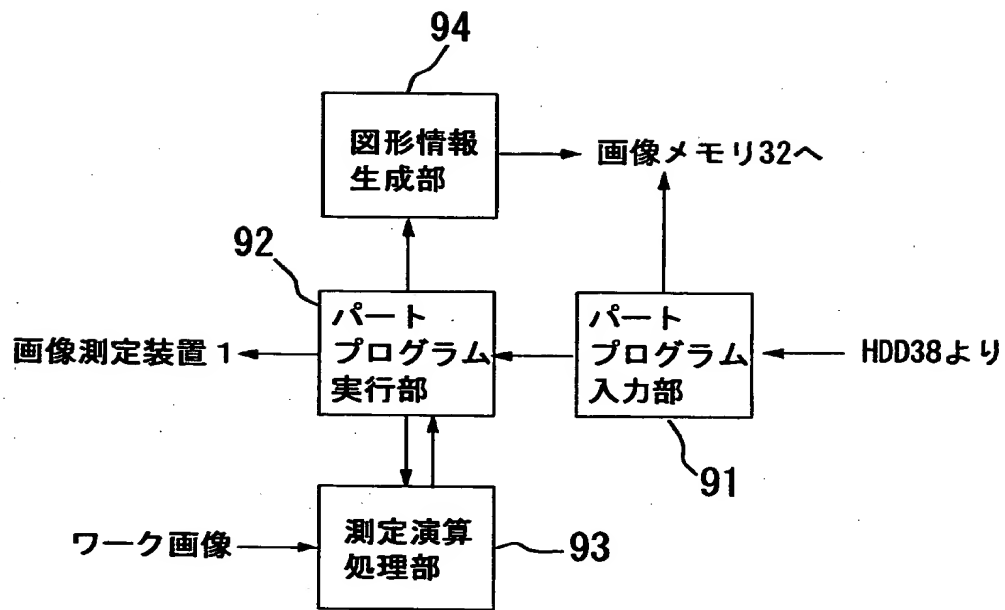 94
図形情報
生成部
画像メモリ32へ
92
パート
プログラム
実行部
パート
プログラム
入力部
画像測定装置1
HDD38より
91
測定演算
処理部
ワーク画像
93